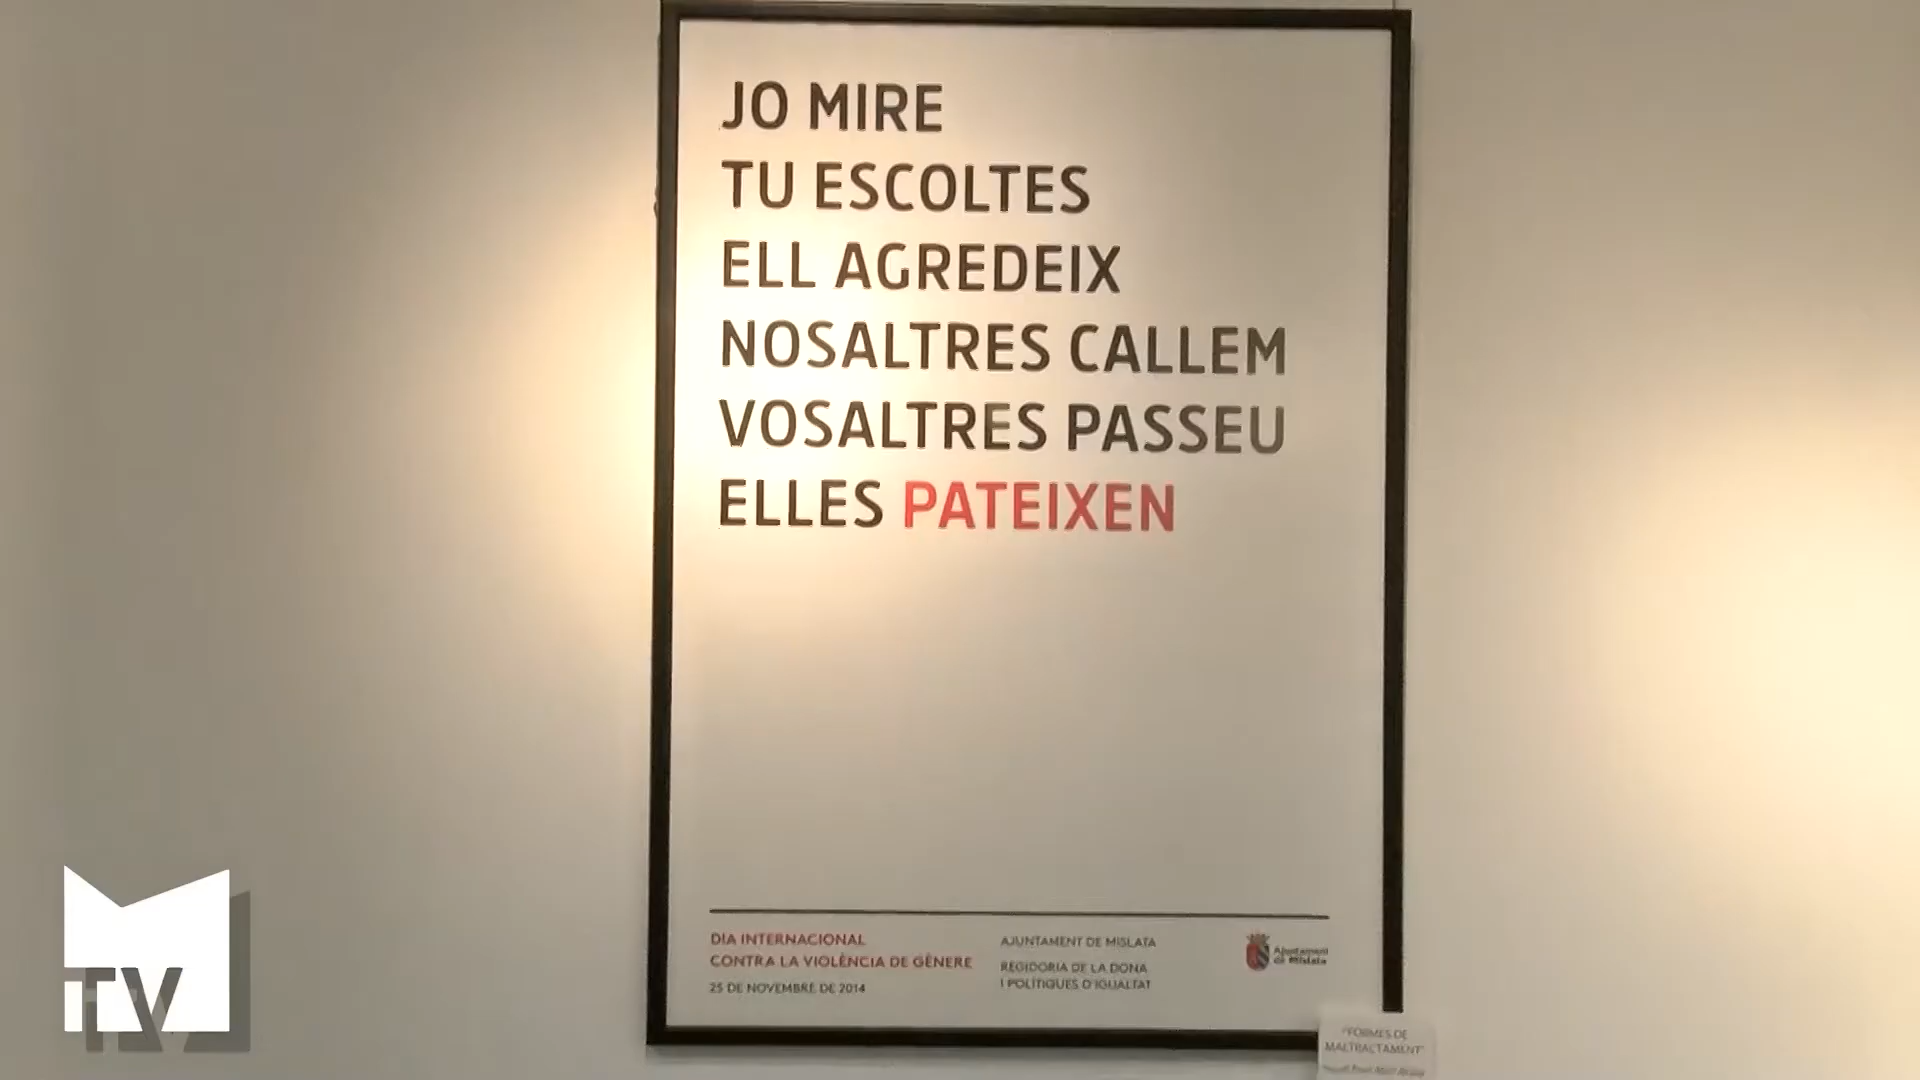 JO MIRE
TU ESCOLTES
ELL AGREDEIX
NOSALTRES CALLEM
VOSALTRES PASSEU
ELLES PATEIXEN
DIA INTERNACIONAL
CONTRA LA VIOLÈNCIA DE GÈNERE
25 DE NOVEMBRE DE 2014
AJUNTAMENT DE MISLATA
REGIDORIA DE LA DONA
I POLÍTIQUES D'IGUALTAT
Ajuntament
de Mislata
"FORMES DE
MALTRACTAMENT"
TV